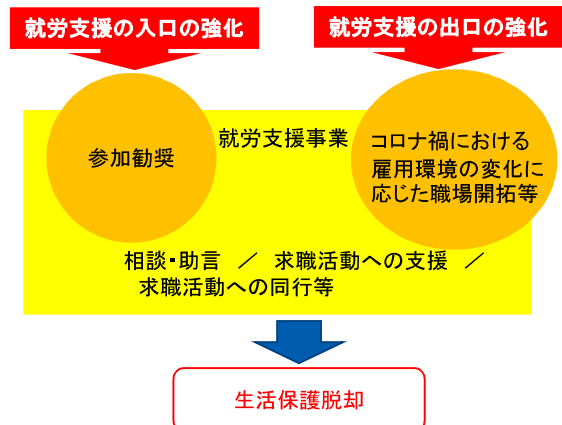 就労支援の入口の強化
就労支援の出口の強化
参加勧奨
就労支援事業
コロナ禍における
雇用環境の変化に
応じた職場開拓等
相談・助言　／　求職活動への支援　／
求職活動への同行等
生活保護脱却